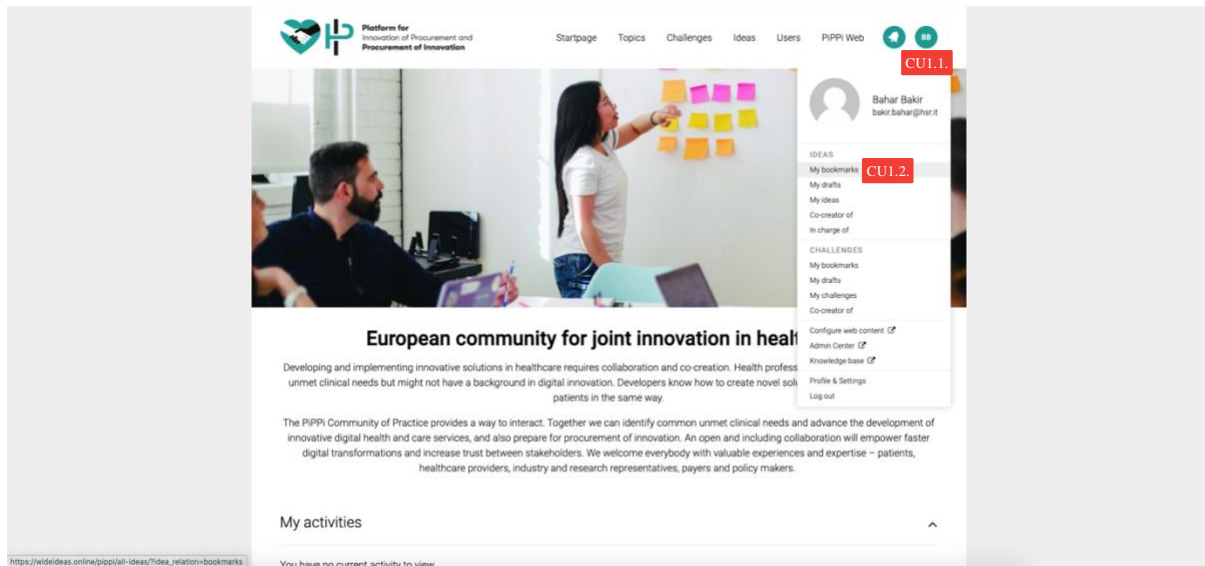 Platform for
Innovation of Procurement and
Procurement of Innovation
Startpage Topics Challenges Ideas Users PiPPi Web BB
CU1.1.
Bahar Bakir
bakir.bahar@hsr.it
IDEAS
My bookmarks CU1.2.
My drafts
My ideas
Co-creator of
In charge of
CHALLENGES
My bookmarks
My drafts
My challenges
Co-creator of
Configure web content
Admin Center
Knowledge base
Profile & Settings
Log out
European community for joint innovation in healt
Developing and implementing innovative solutions in healthcare requires collaboration and co-creation. Health profess
unmet clinical needs but might not have a background in digital innovation. Developers know how to create novel solu
patients in the same way.
The PiPPi Community of Practice provides a way to interact. Together we can identify common unmet clinical needs and advance the development of
innovative digital health and care services, and also prepare for procurement of innovation. An open and including collaboration will empower faster
digital transformations and increase trust between stakeholders. We welcome everybody with valuable experiences and expertise – patients,
healthcare providers, industry and research representatives, payers and policy makers.
My activities
You have no current activity to view
https://wideideas.online/pippi/all-ideas/?idea_relation=bookmarks